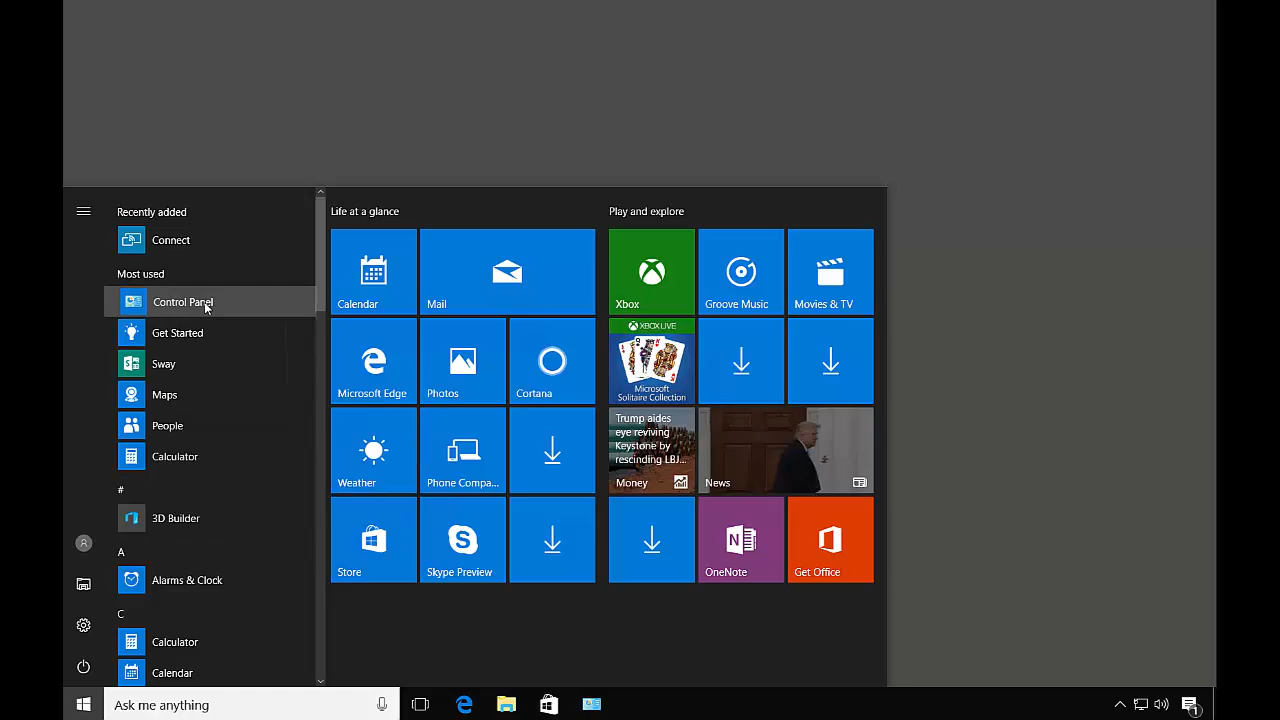 Recently added
Connect
Most used
Control Panel
Get Started
Sway
Maps
People
Calculator
#
3D Builder
A
Alarms & Clock
C
Calculator
Calendar
Life at a glance
Calendar
Mail
Microsoft Edge
Photos
Cortana
Weather
Phone Compa...
Store
Skype Preview
Play and explore
Xbox
Groove Music
Movies & TV
XBOX LIVE
Microsoft
Solitaire Collection
Trump aides
eye reviving
Keystone by
rescinding LBJ...
Money
News
OneNote
Get Office
Ask me anything
1